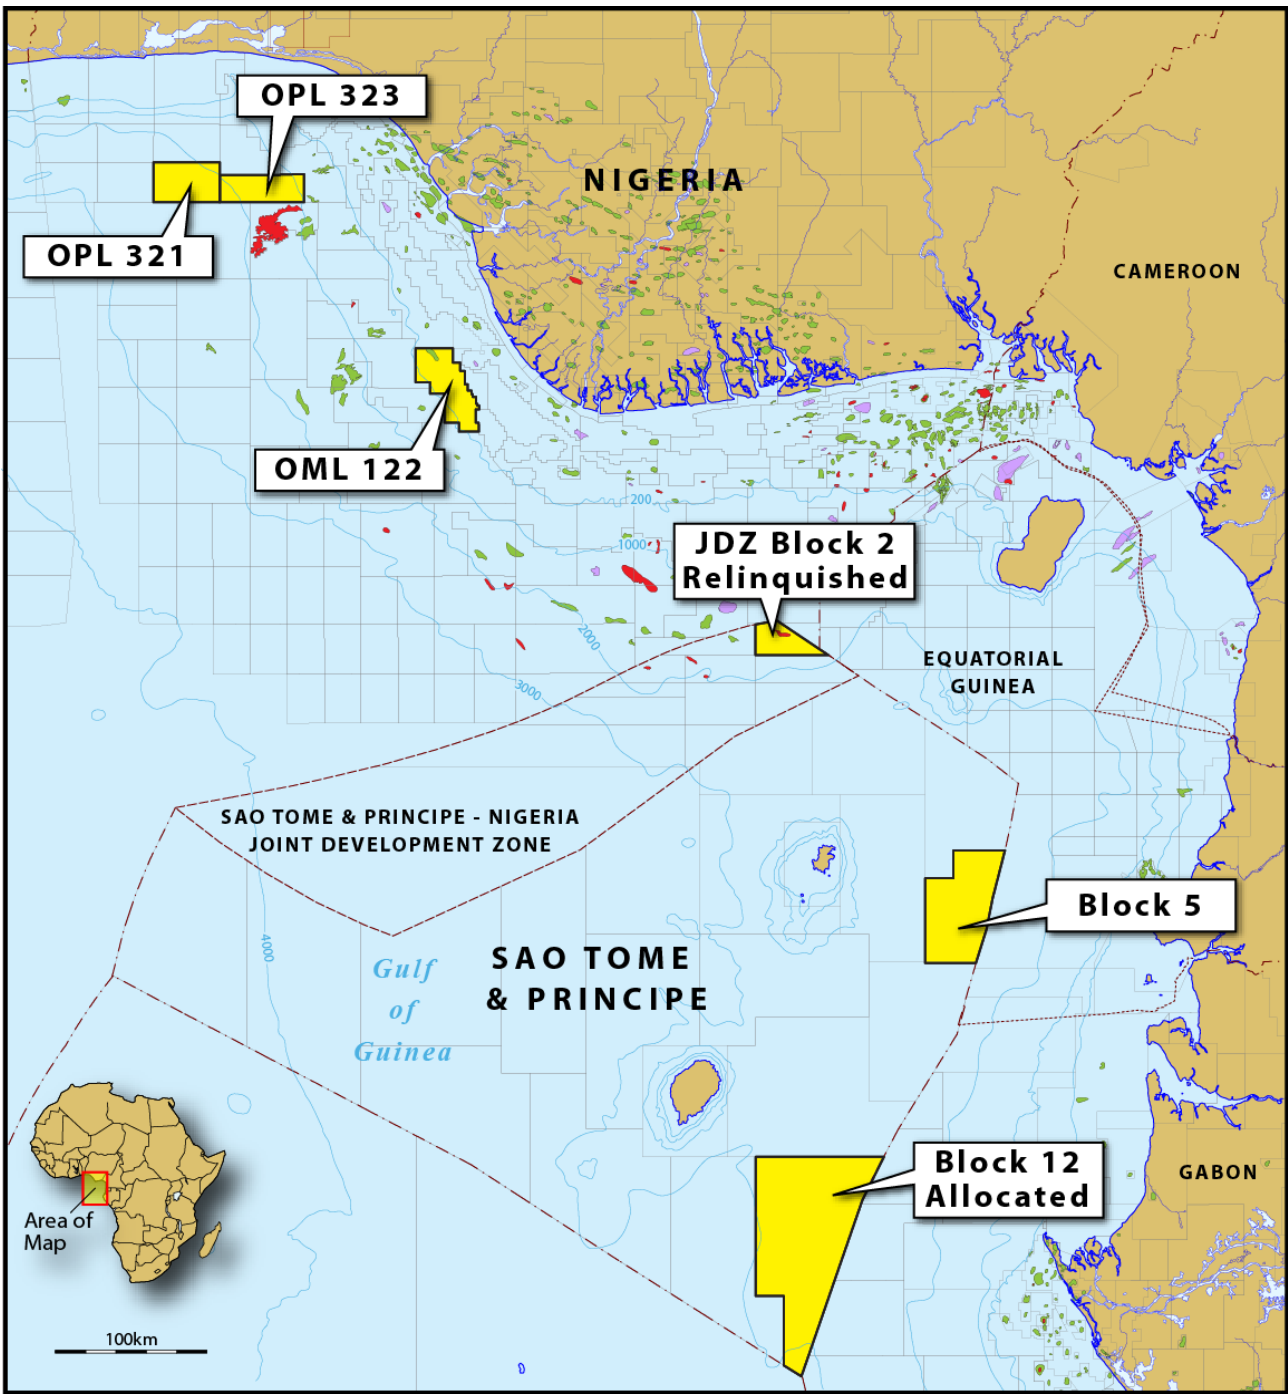 OPL 323
NIGERIA
OPL 321
CAMEROON
OML 122
200
JDZ Block 2
Relinquished
1000
2000
EQUATORIAL
GUINEA
3000
SAO TOME & PRINCIPE - NIGERIA
JOINT DEVELOPMENT ZONE
Block 5
4000
SAO TOME
& PRINCIPE
Gulf
of
Guinea
Block 12
Allocated
GABON
Area of
Map
100km